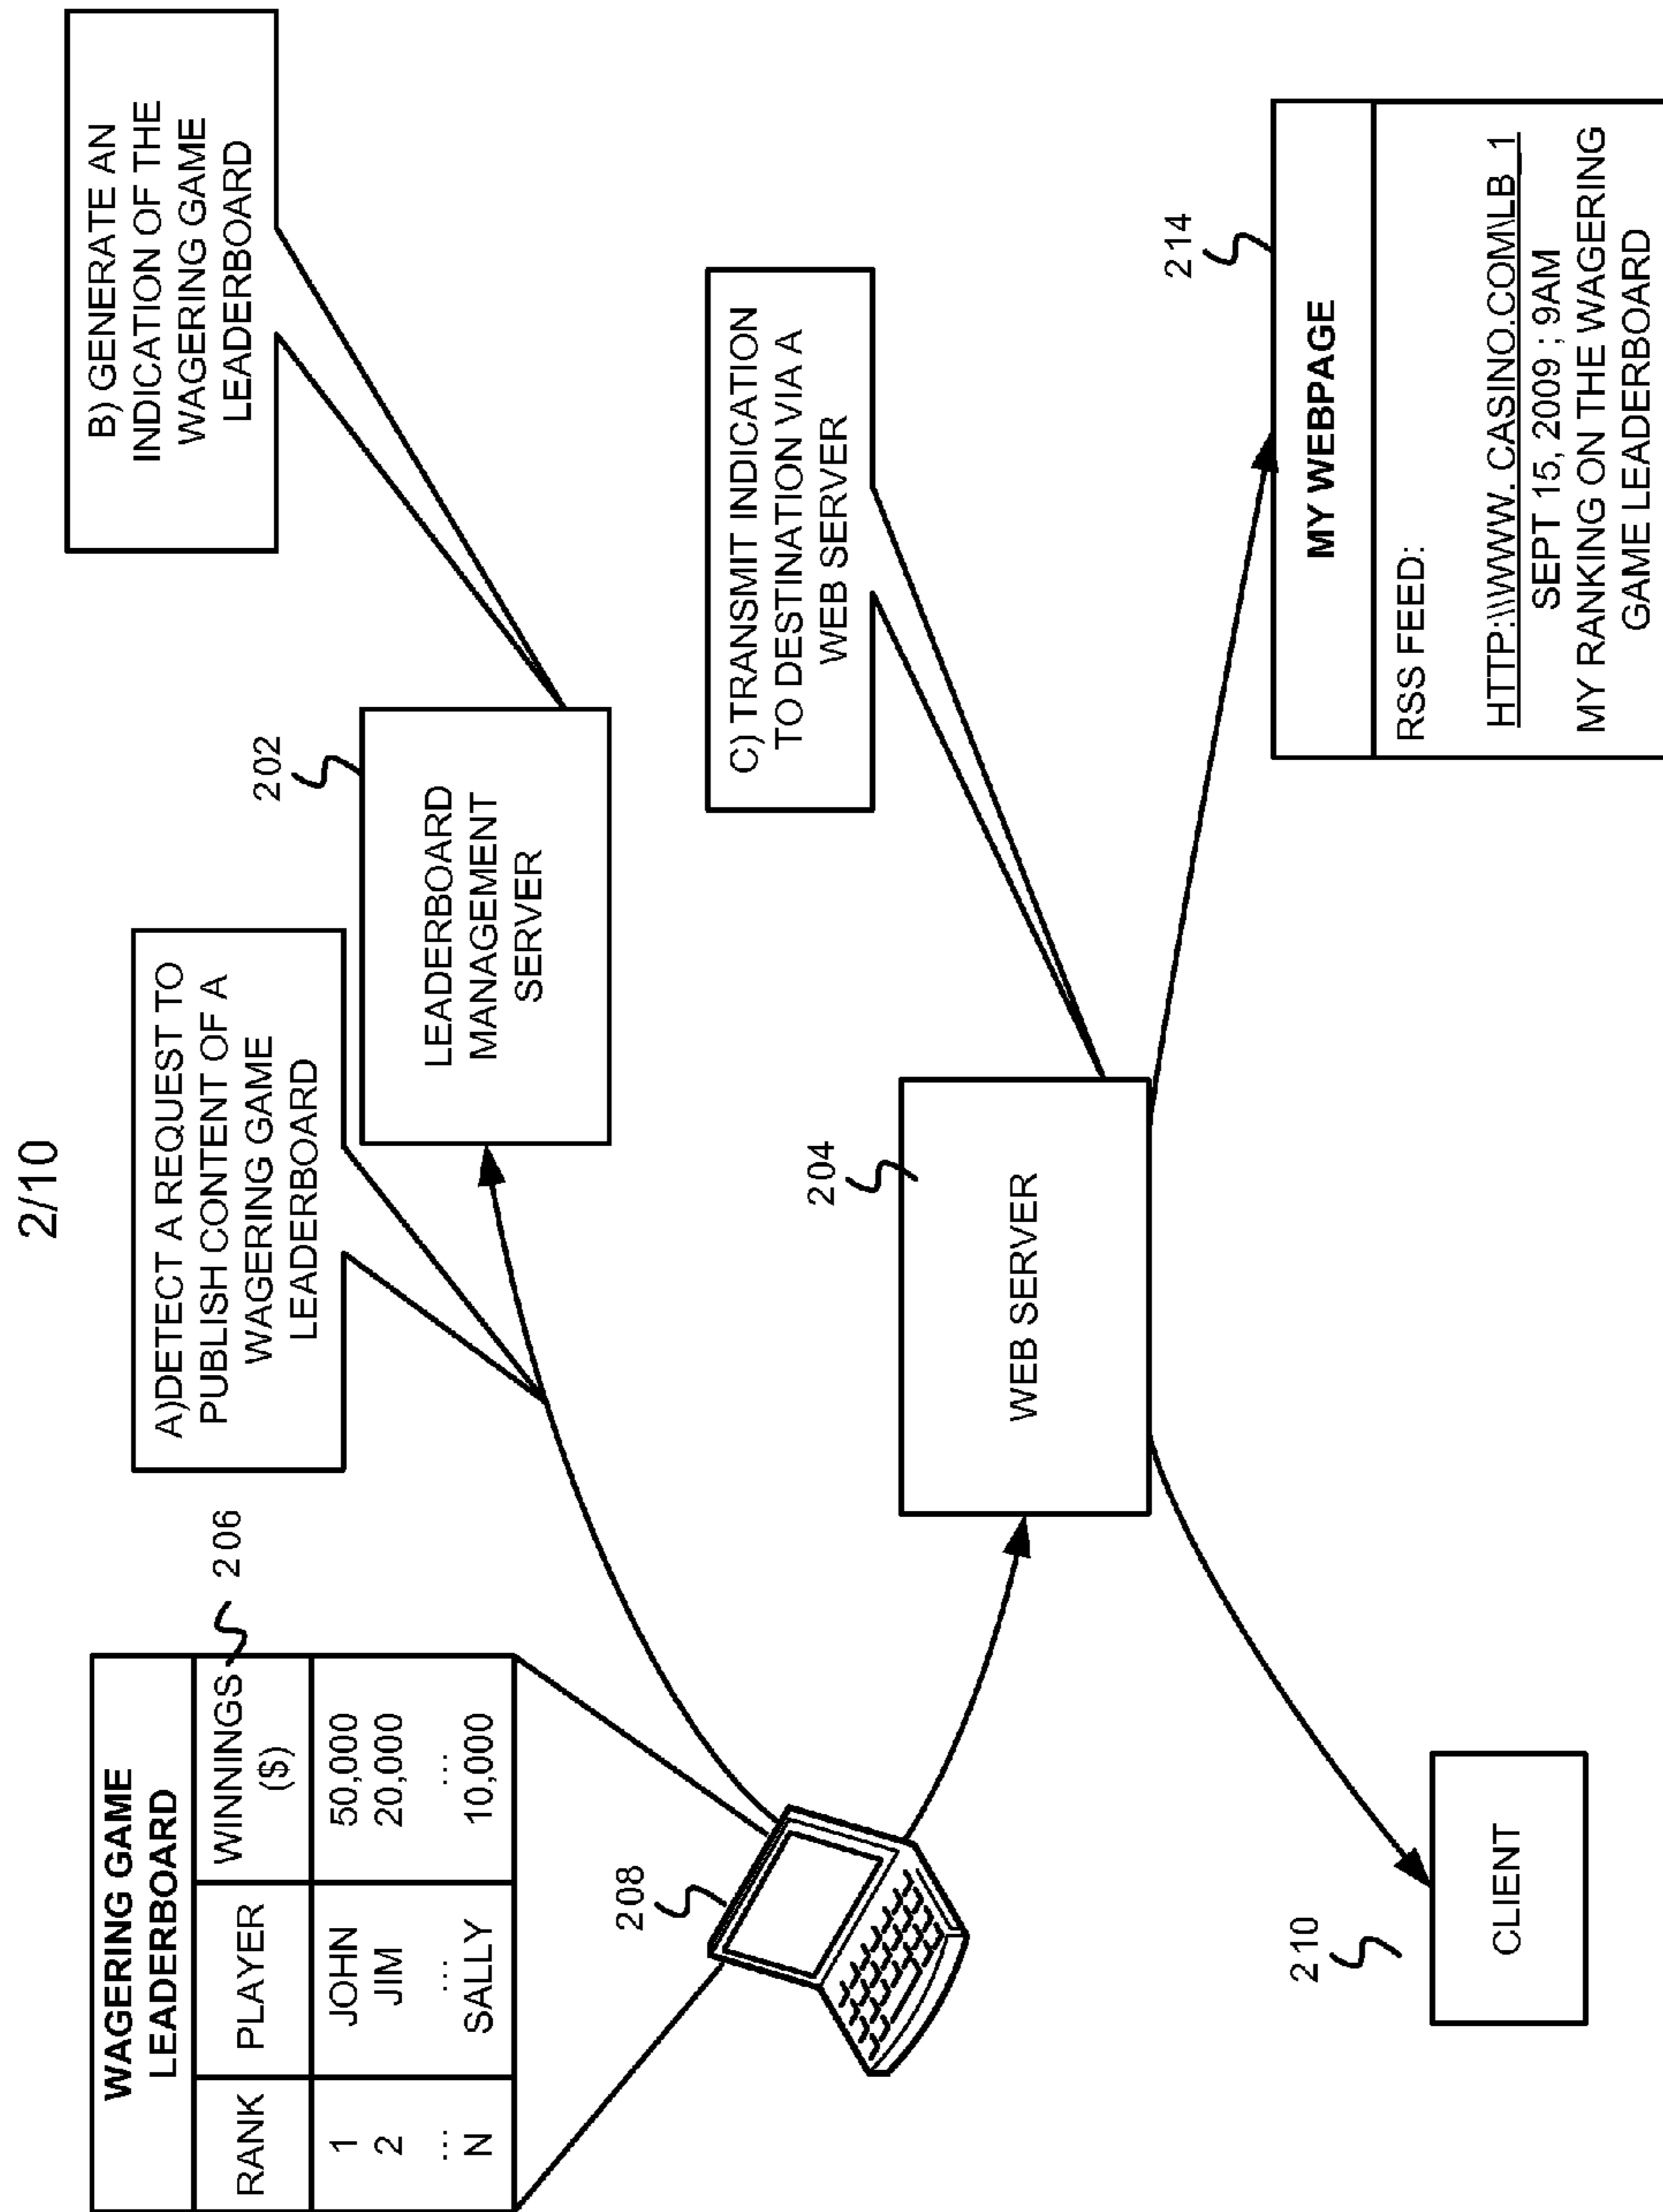 2/10
WAGERING GAME
LEADERBOARD
RANK
PLAYER
WINNINGS
($)
206
1
JOHN
50,000
2
JIM
20,000
...
...
...
N
SALLY
10,000
208
A)DETECT A REQUEST TO
PUBLISH CONTENT OF A
WAGERING GAME
LEADERBOARD
202
LEADERBOARD
MANAGEMENT
SERVER
B) GENERATE AN
INDICATION OF THE
WAGERING GAME
LEADERBOARD
204
WEB SERVER
C) TRANSMIT INDICATION
TO DESTINATION VIA A
WEB SERVER
210
CLIENT
214
MY WEBPAGE
RSS FEED:
HTTP:\\WWW. CASINO.COM\LB_1
SEPT 15, 2009 ; 9AM
MY RANKING ON THE WAGERING
GAME LEADERBOARD